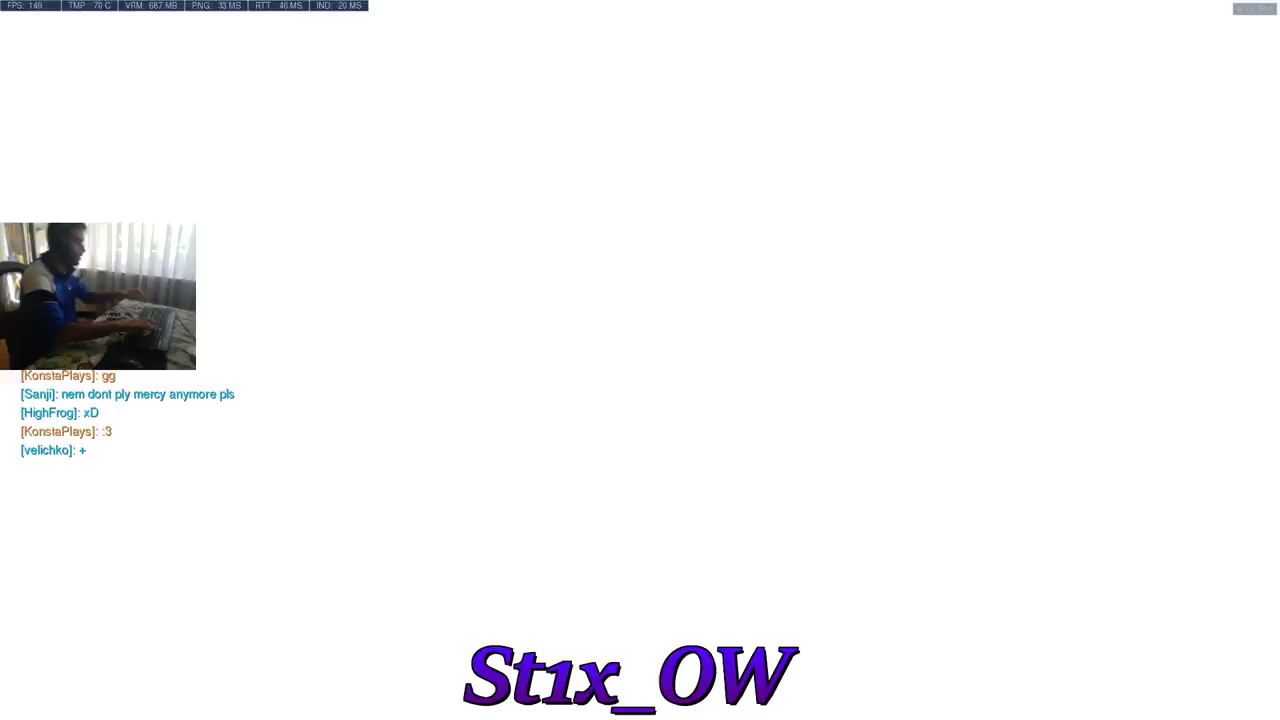 FPS: 149 TMP: 70 C VRM: 687 MB PNG: 33 MS RTT: 46 MS IND: 20 MS
[KonstaPlays]: gg
[Sanji]: nem dont ply mercy anymore pls
[HighFrog]: xD
[KonstaPlays]: :3
[velichko]: +
St1x_OW